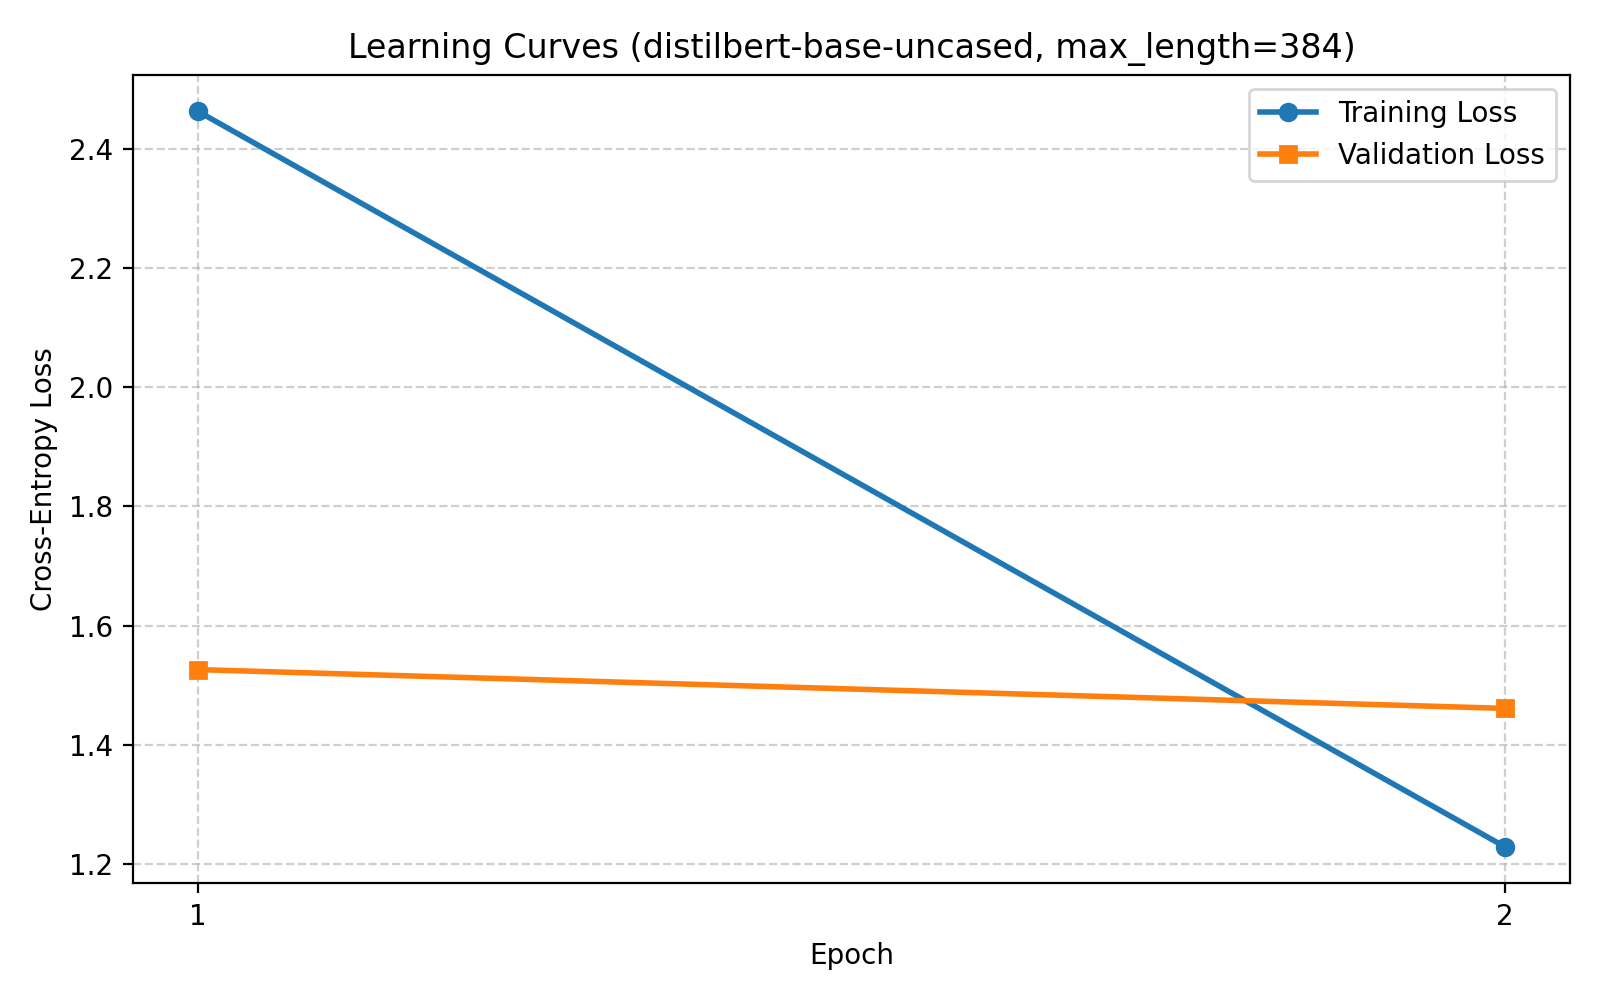 Learning Curves (distilbert-base-uncased, max_length=384)
Training Loss
Validation Loss
Cross-Entropy Loss
2.4
2.2
2.0
1.8
1.6
1.4
1.2
1
2
Epoch